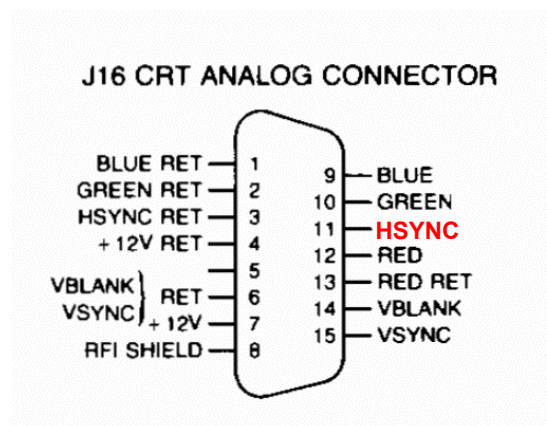 J16 CRT ANALOG CONNECTOR
BLUE RET 1
GREEN RET 2
HSYNC RET 3
+ 12V RET 4
5
VBLANK
VSYNC
RET 6
+ 12V 7
RFI SHIELD 8
9 BLUE
10 GREEN
11 HSYNC
12 RED
13 RED RET
14 VBLANK
15 VSYNC